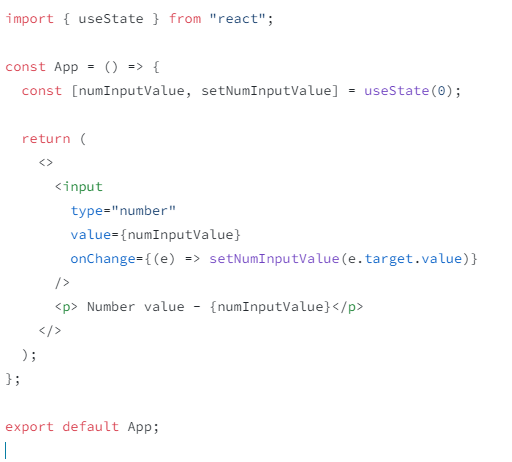 import { useState } from "react";

const App = () => {
  const [numInputValue, setNumInputValue] = useState(0);

  return (
    <>
      <input
        type="number"
        value={numInputValue}
        onChange={(e) => setNumInputValue(e.target.value)}
      />
      <p> Number value – {numInputValue}</p>
    </>
  );
};

export default App;